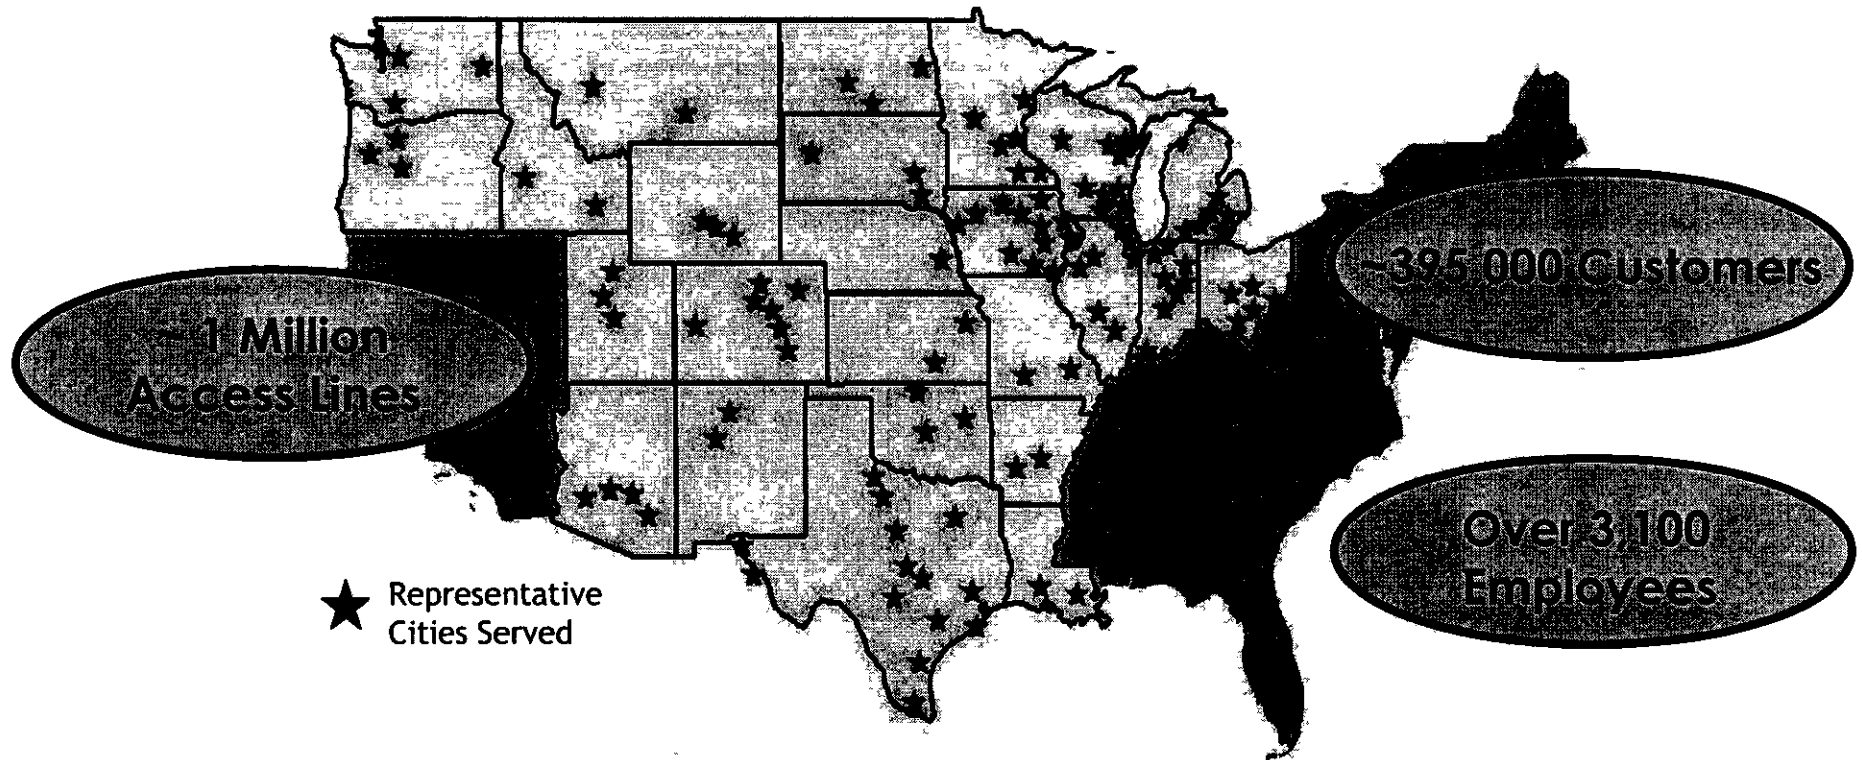 ~395,000 Customers
~ 1 Million
Access Lines
Over 3,100
Employees
Representative
Cities Served